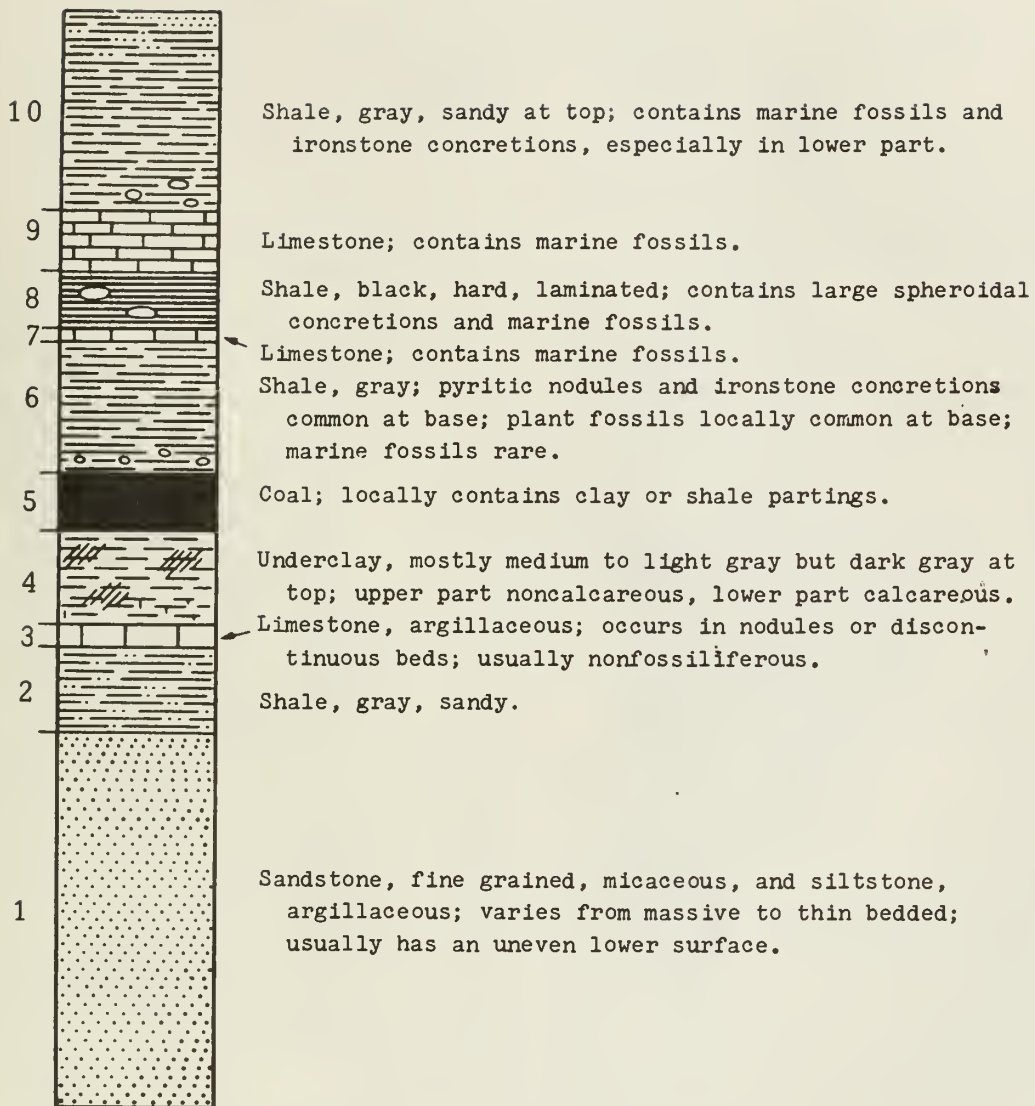 10
Shale, gray, sandy at top; contains marine fossils and
ironstone concretions, especially in lower part.
9
Limestone; contains marine fossils.
8
Shale, black, hard, laminated; contains large spheroidal
concretions and marine fossils.
7
Limestone; contains marine fossils.
6
Shale, gray; pyritic nodules and ironstone concretions
common at base; plant fossils locally common at base;
marine fossils rare.
5
Coal; locally contains clay or shale partings.
4
Underclay, mostly medium to light gray but dark gray at
top; upper part noncalcareous, lower part calcareous.
3
Limestone, argillaceous; occurs in nodules or discon-
tinuous beds; usually nonfossiliferous.
2
Shale, gray, sandy.
1
Sandstone, fine grained, micaceous, and siltstone,
argillaceous; varies from massive to thin bedded;
usually has an uneven lower surface.